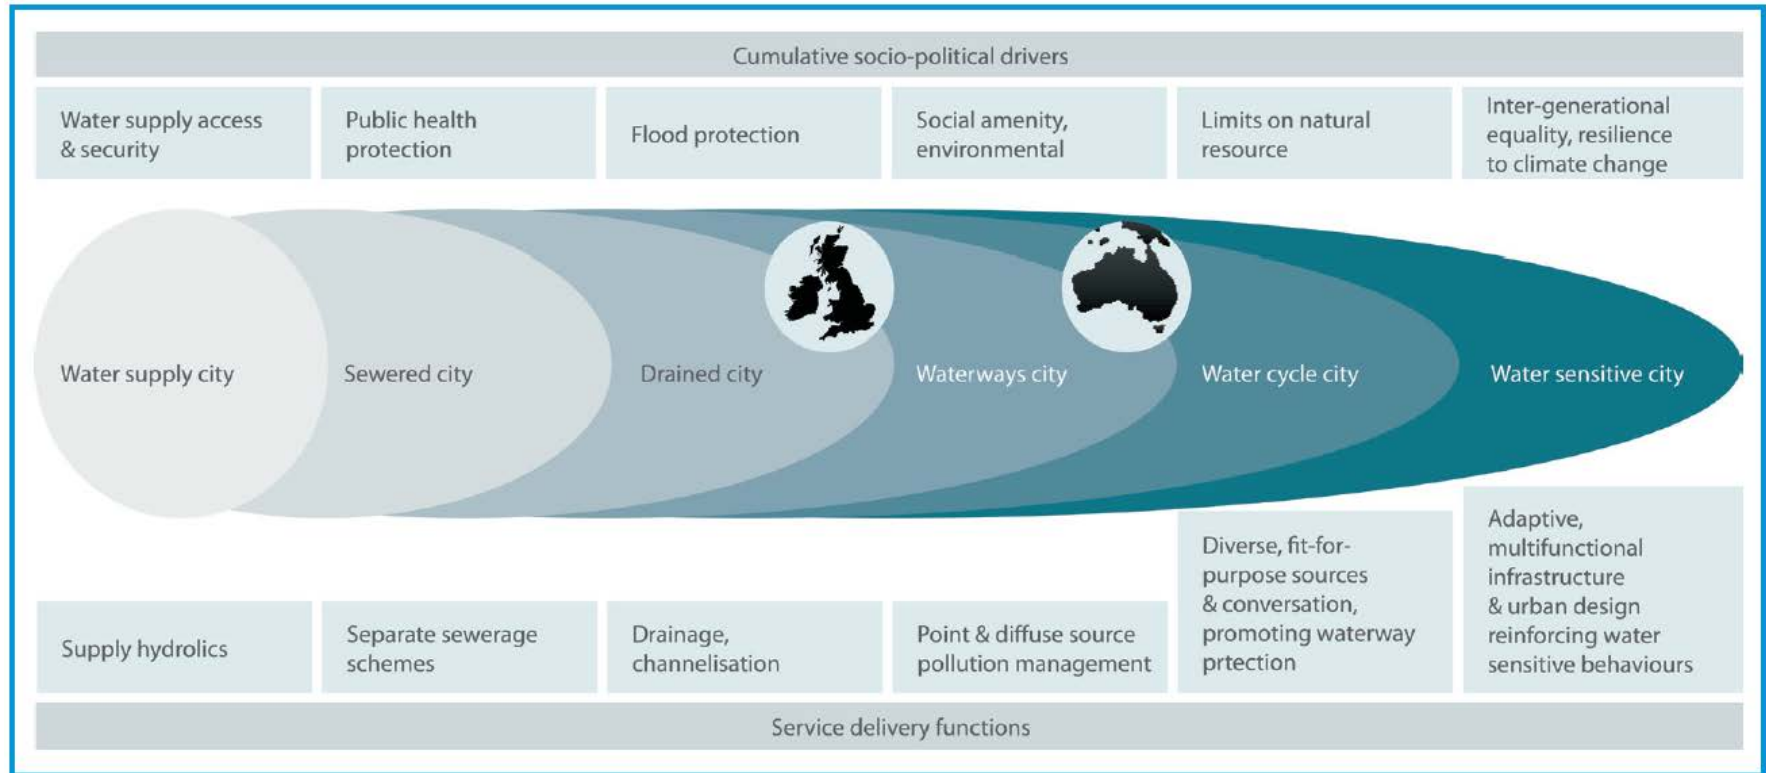 Cumulative socio-political drivers
Water supply access
& security
Public health
protection
Flood protection
Social amenity,
environmental
Limits on natural
resource
Inter-generational
equality, resilience
to climate change
Water supply city
Sewered city
Drained city
Waterways city
Water cycle city
Water sensitive city
Supply hydrolics
Separate sewerage
schemes
Drainage,
channelisation
Point & diffuse source
pollution management
Diverse, fit-for-
purpose sources
& conversation,
promoting waterway
prtection
Adaptive,
multifunctional
infrastructure
& urban design
reinforcing water
sensitive behaviours
Service delivery functions